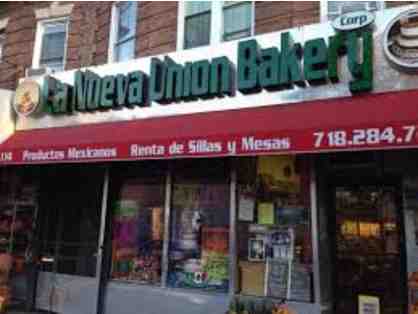 La Nueva Union Bakery Corp
Productos Mexicanos Renta de Sillas y Mesas 718.284.7